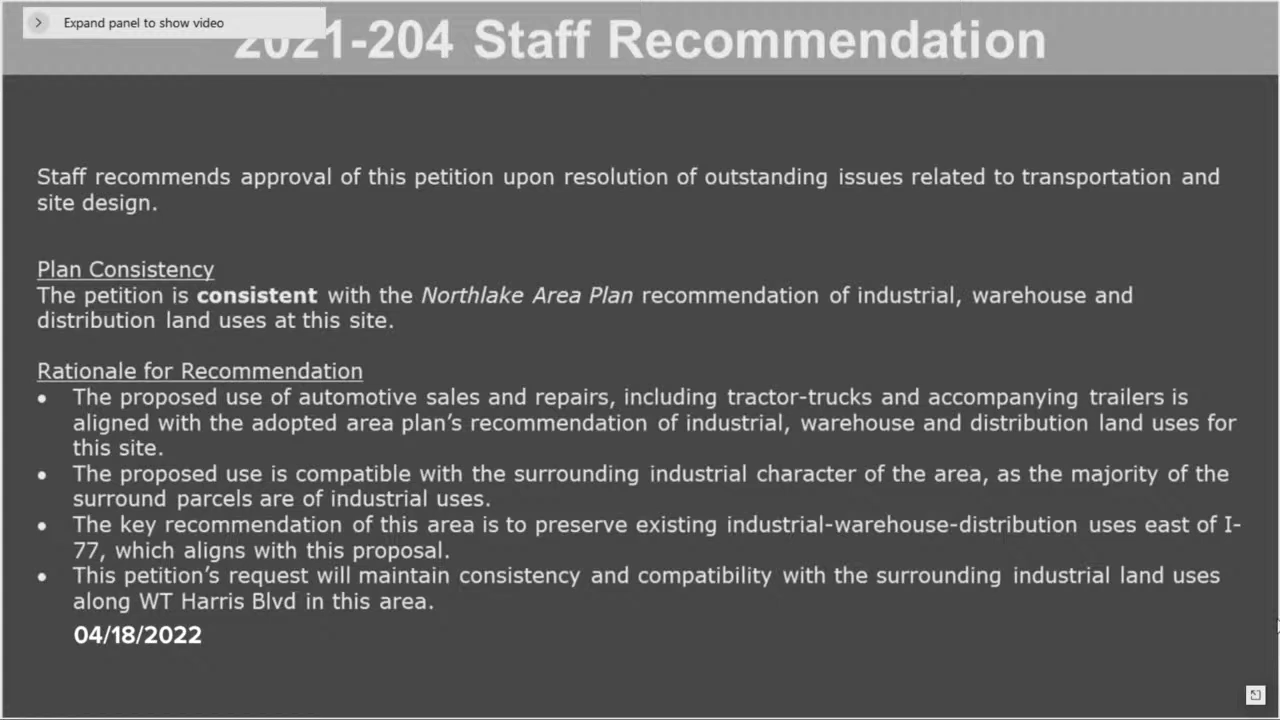 Expand panel to show video
2021-204 Staff Recommendation
Staff recommends approval of this petition upon resolution of outstanding issues related to transportation and
site design.
Plan Consistency
The petition is consistent with the Northlake Area Plan recommendation of industrial, warehouse and
distribution land uses at this site.
Rationale for Recommendation
• The proposed use of automotive sales and repairs, including tractor-trucks and accompanying trailers is
aligned with the adopted area plan’s recommendation of industrial, warehouse and distribution land uses for
this site.
• The proposed use is compatible with the surrounding industrial character of the area, as the majority of the
surround parcels are of industrial uses.
• The key recommendation of this area is to preserve existing industrial-warehouse-distribution uses east of I-
77, which aligns with this proposal.
• This petition’s request will maintain consistency and compatibility with the surrounding industrial land uses
along WT Harris Blvd in this area.
04/18/2022